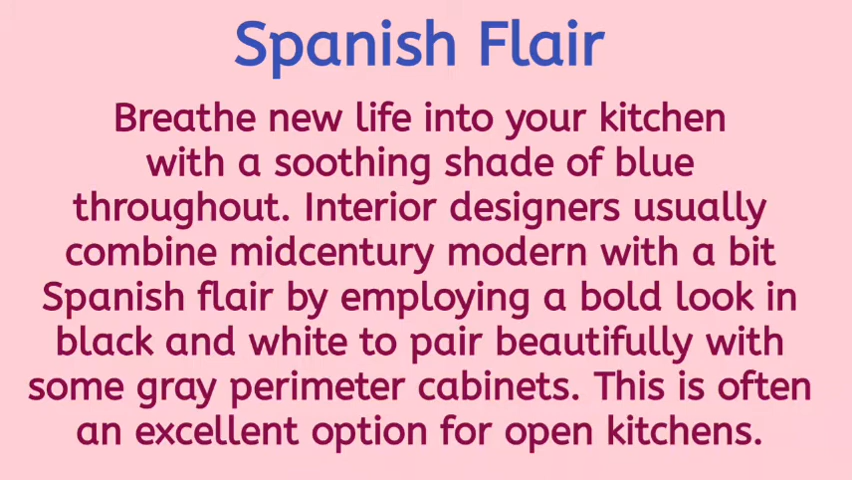 Spanish Flair
Breathe new life into your kitchen
with a soothing shade of blue
throughout. Interior designers usually
combine midcentury modern with a bit
Spanish flair by employing a bold look in
black and white to pair beautifully with
some gray perimeter cabinets. This is often
an excellent option for open kitchens.